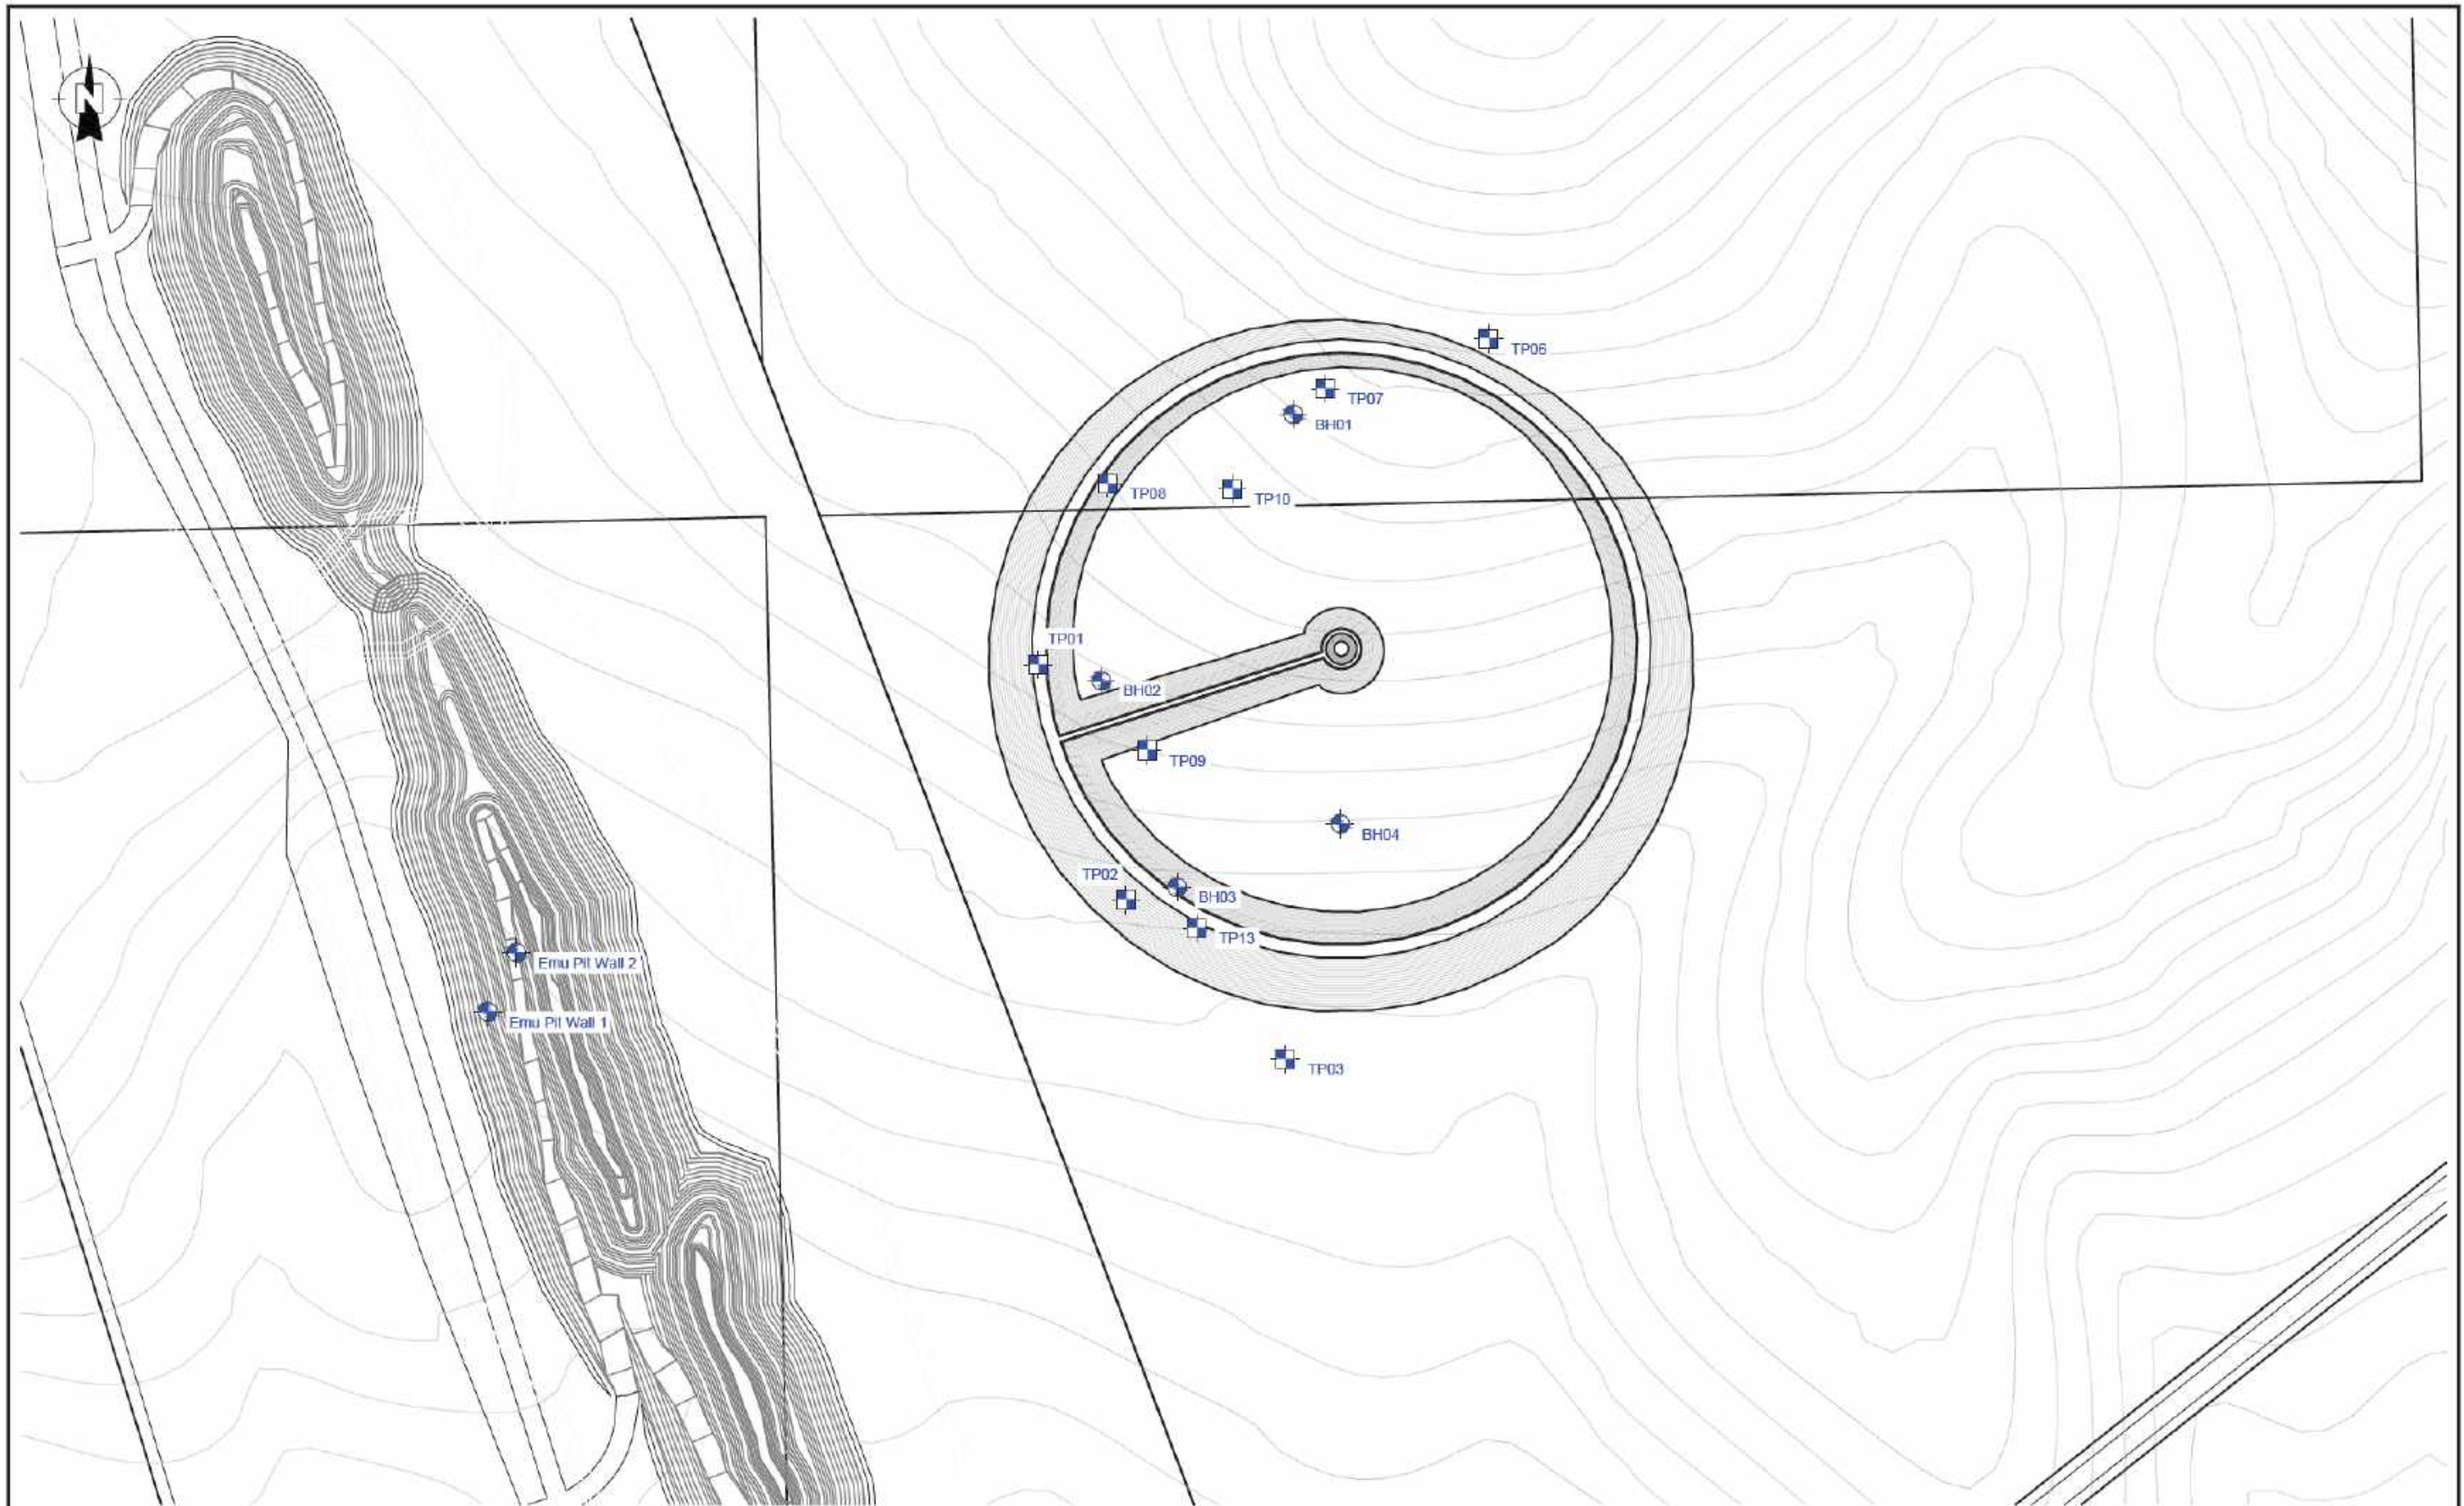 N
TP06
TP07
BH01
TP08
TP10
TP01
BH02
TP09
BH04
TP02
BH03
TP13
Emu Pit Wall 2
Emu Pit Wall 1
TP03